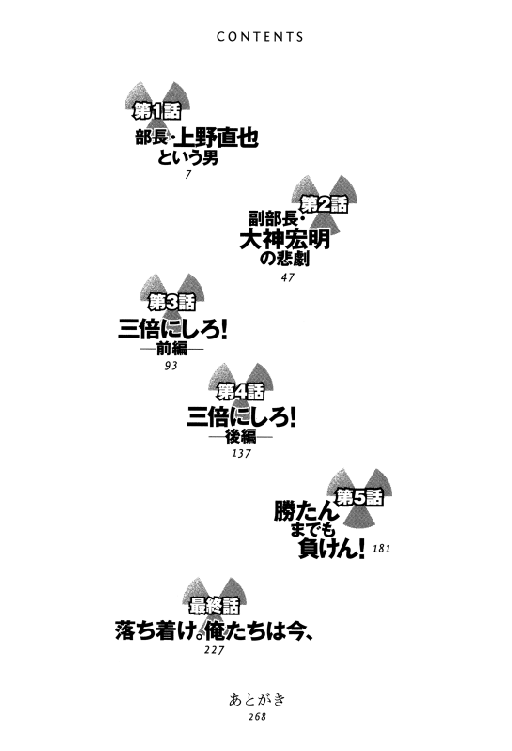 CONTENTS
第1話
部長・上野直也
という男
7
第2話
副部長・
大神宏明
の悲劇
47
第3話
三倍にしろ!
―前編―
93
第4話
三倍にしろ!
―後編―
137
第5話
勝たん
までも
負けん!
181
最終話
落ち着け。俺たちは今、
227
あとがき
268